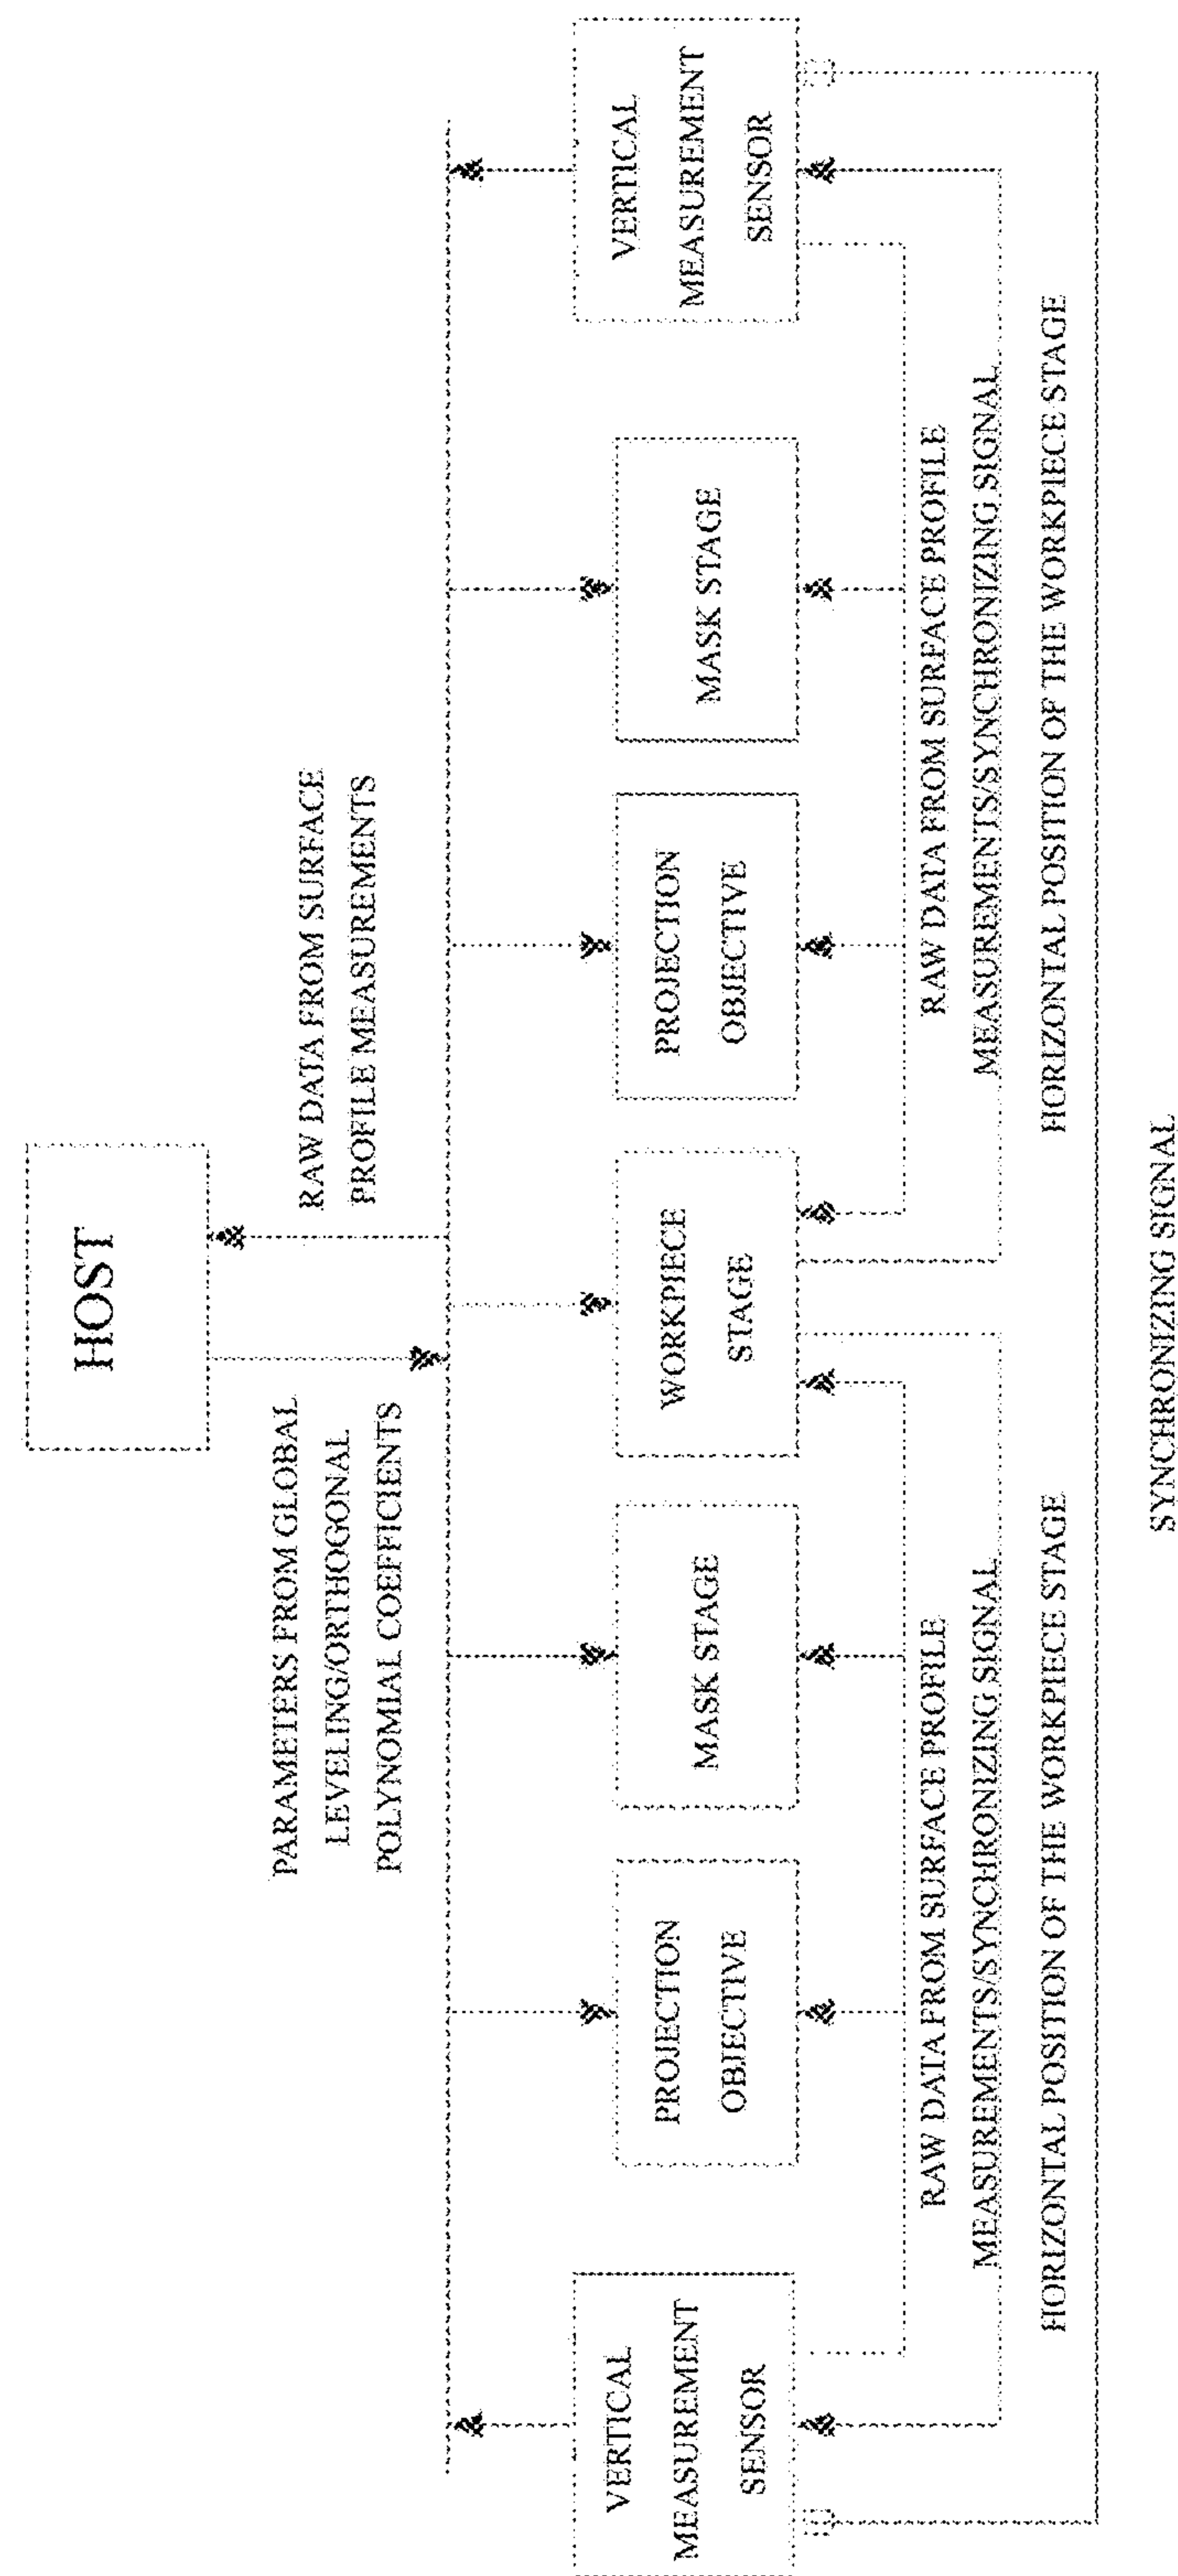 HOST
PARAMETERS FROM GLOBAL
LEVELING/ORTHOGONAL
POLYNOMIAL COEFFICIENTS
RAW DATA FROM SURFACE
PROFILE MEASUREMENTS
VERTICAL
MEASUREMENT
SENSOR
PROJECTION
OBJECTIVE
MASK STAGE
WORKPIECE
STAGE
PROJECTION
OBJECTIVE
MASK STAGE
VERTICAL
MEASUREMENT
SENSOR
RAW DATA FROM SURFACE PROFILE
MEASUREMENTS/SYNCHRONIZING SIGNAL
HORIZONTAL POSITION OF THE WORKPIECE STAGE
RAW DATA FROM SURFACE PROFILE
MEASUREMENTS/SYNCHRONIZING SIGNAL
HORIZONTAL POSITION OF THE WORKPIECE STAGE
SYNCHRONIZING SIGNAL